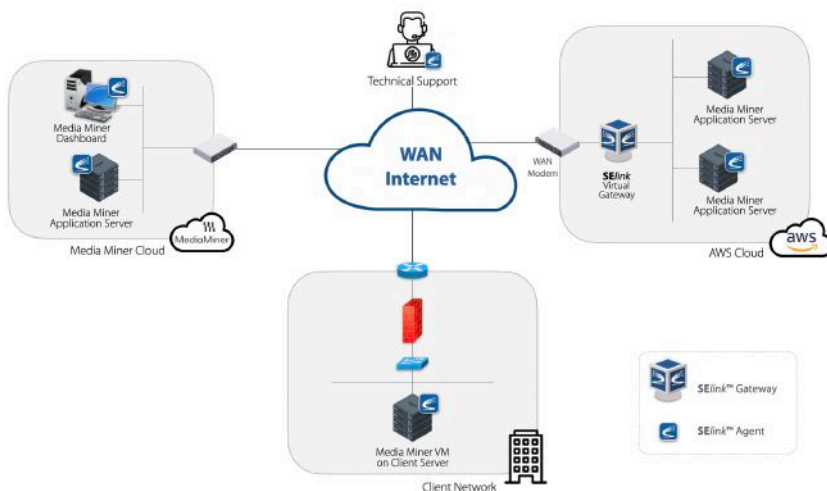 Technical Support
Media Miner
Dashboard
Media Miner
Application Server
MediaMiner
Media Miner Cloud
WAN
Internet
WAN
Modem
SElink
Virtual
Gateway
Media Miner
Application Server
Media Miner
Application Server
aws
AWS Cloud
Media Miner VM
on Client Server
Client Network
SElink™ Gateway
SElink™ Agent